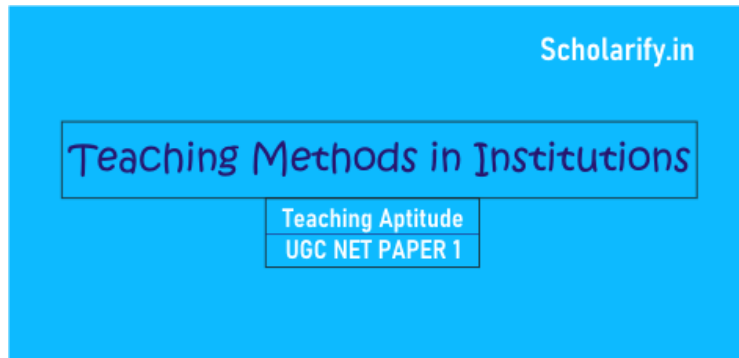 Scholarify.in
Teaching Methods in Institutions
Teaching Aptitude
UGC NET PAPER 1